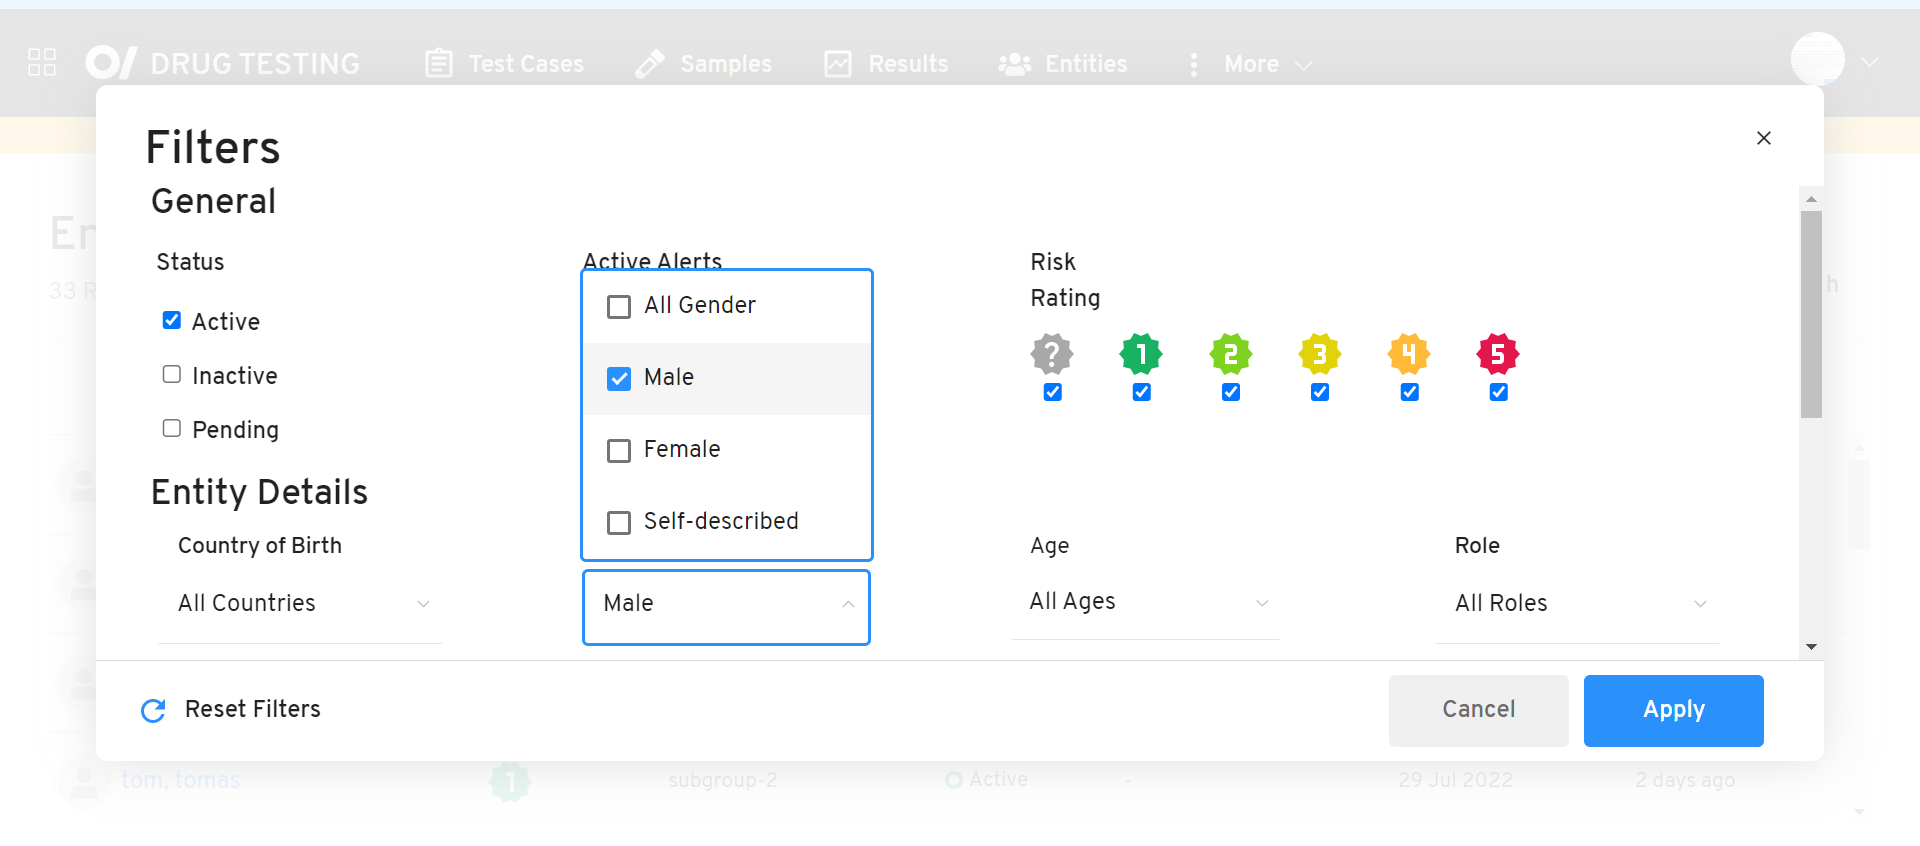 DRUG TESTING
Test Cases
Samples
Results
Entities
More
Filters
General
Status
Active
Inactive
Pending
Active Alerts
All Gender
Male
Female
Self-described
Risk
Rating
?
1
2
3
4
5
Entity Details
Country of Birth
All Countries
Male
Age
All Ages
Role
All Roles
Reset Filters
Cancel
Apply
33 R
tom, tomas
1
subgroup-2
Active
-
29 Jul 2022
2 days ago